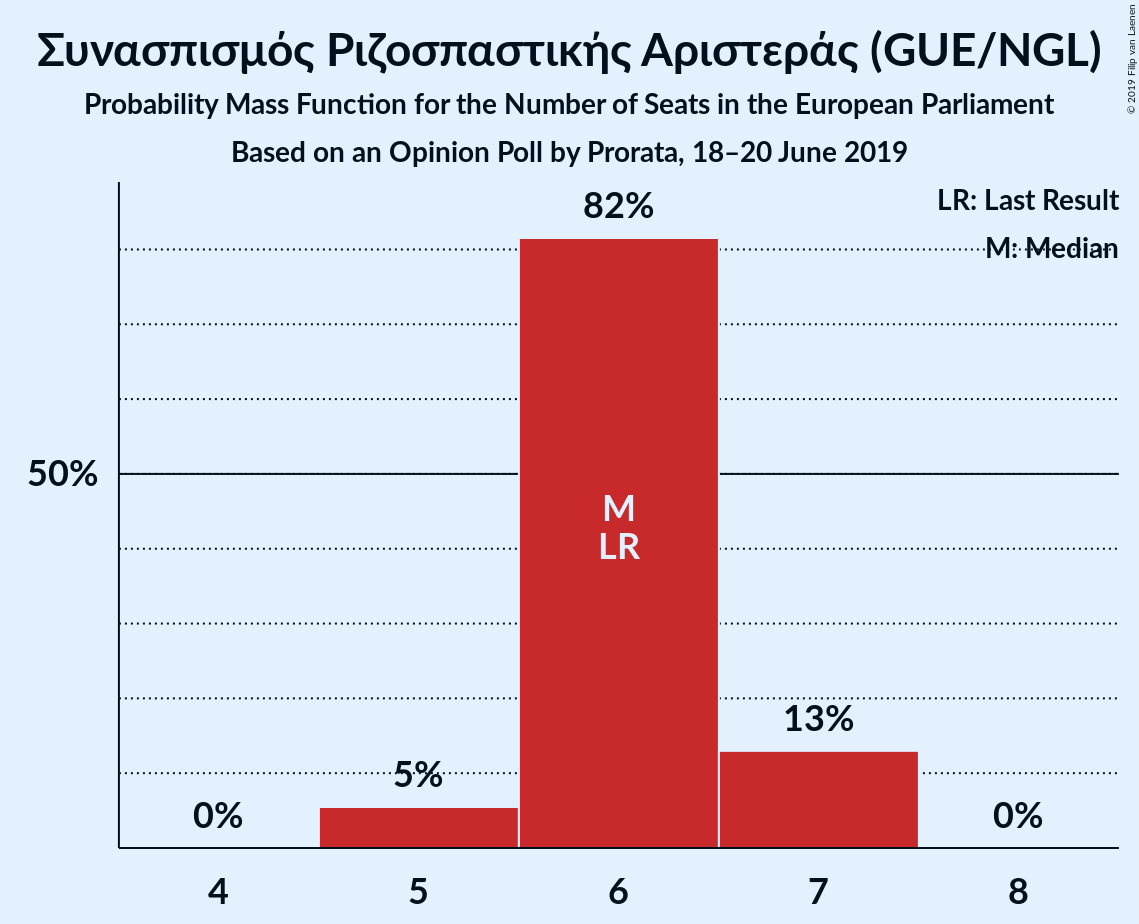 Συνασπισμός Ριζοσπαστικής Αριστεράς (GUE/NGL)
Probability Mass Function for the Number of Seats in the European Parliament
Based on an Opinion Poll by Prorata, 18–20 June 2019
© 2019 Filip van Laenen
LR: Last Result
M: Median
82%
50%
M
LR
13%
5%
0%
0%
4 5 6 7 8